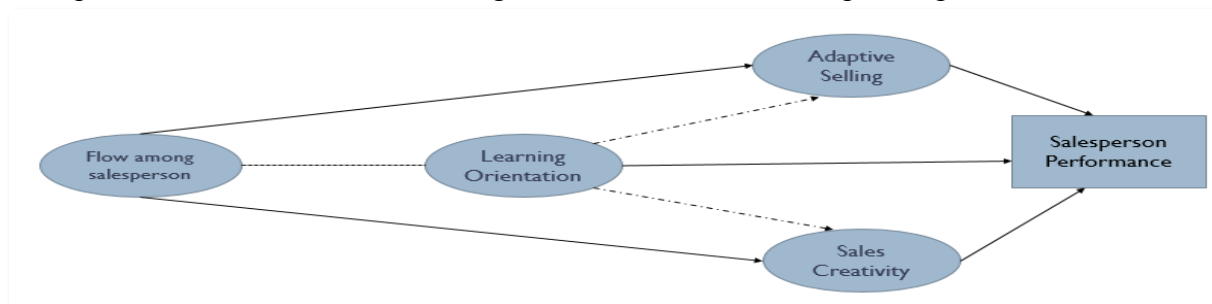 Adaptive
Selling
Flow among
salesperson
Learning
Orientation
Salesperson
Performance
Sales
Creativity